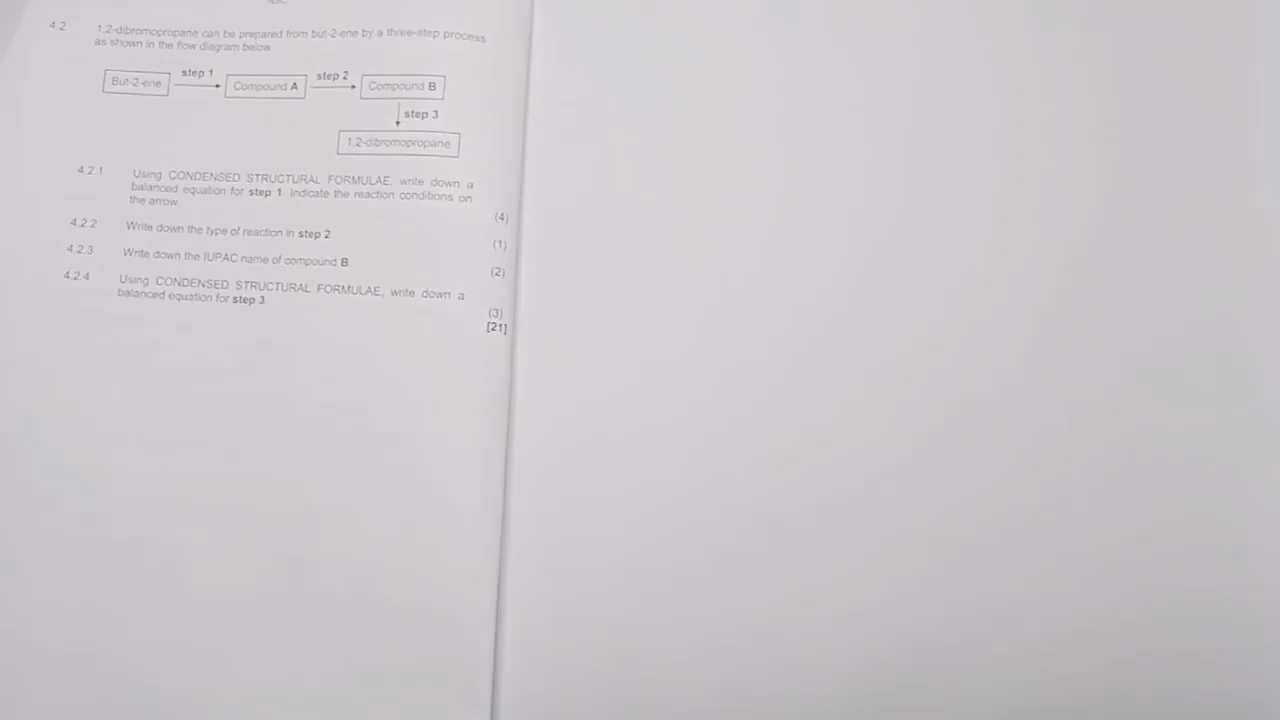 4.2 1,2-dibromopropane can be prepared from but-2-ene by a three-step process
as shown in the flow diagram below.
But-2-ene step 1 Compound A step 2 Compound B
step 3
1,2-dibromopropane
4.2.1 Using CONDENSED STRUCTURAL FORMULAE, write down a
balanced equation for step 1. Indicate the reaction conditions on
the arrow. (4)
4.2.2 Write down the type of reaction in step 2. (1)
4.2.3 Write down the IUPAC name of compound B. (2)
4.2.4 Using CONDENSED STRUCTURAL FORMULAE, write down a
balanced equation for step 3. (3)
[21]